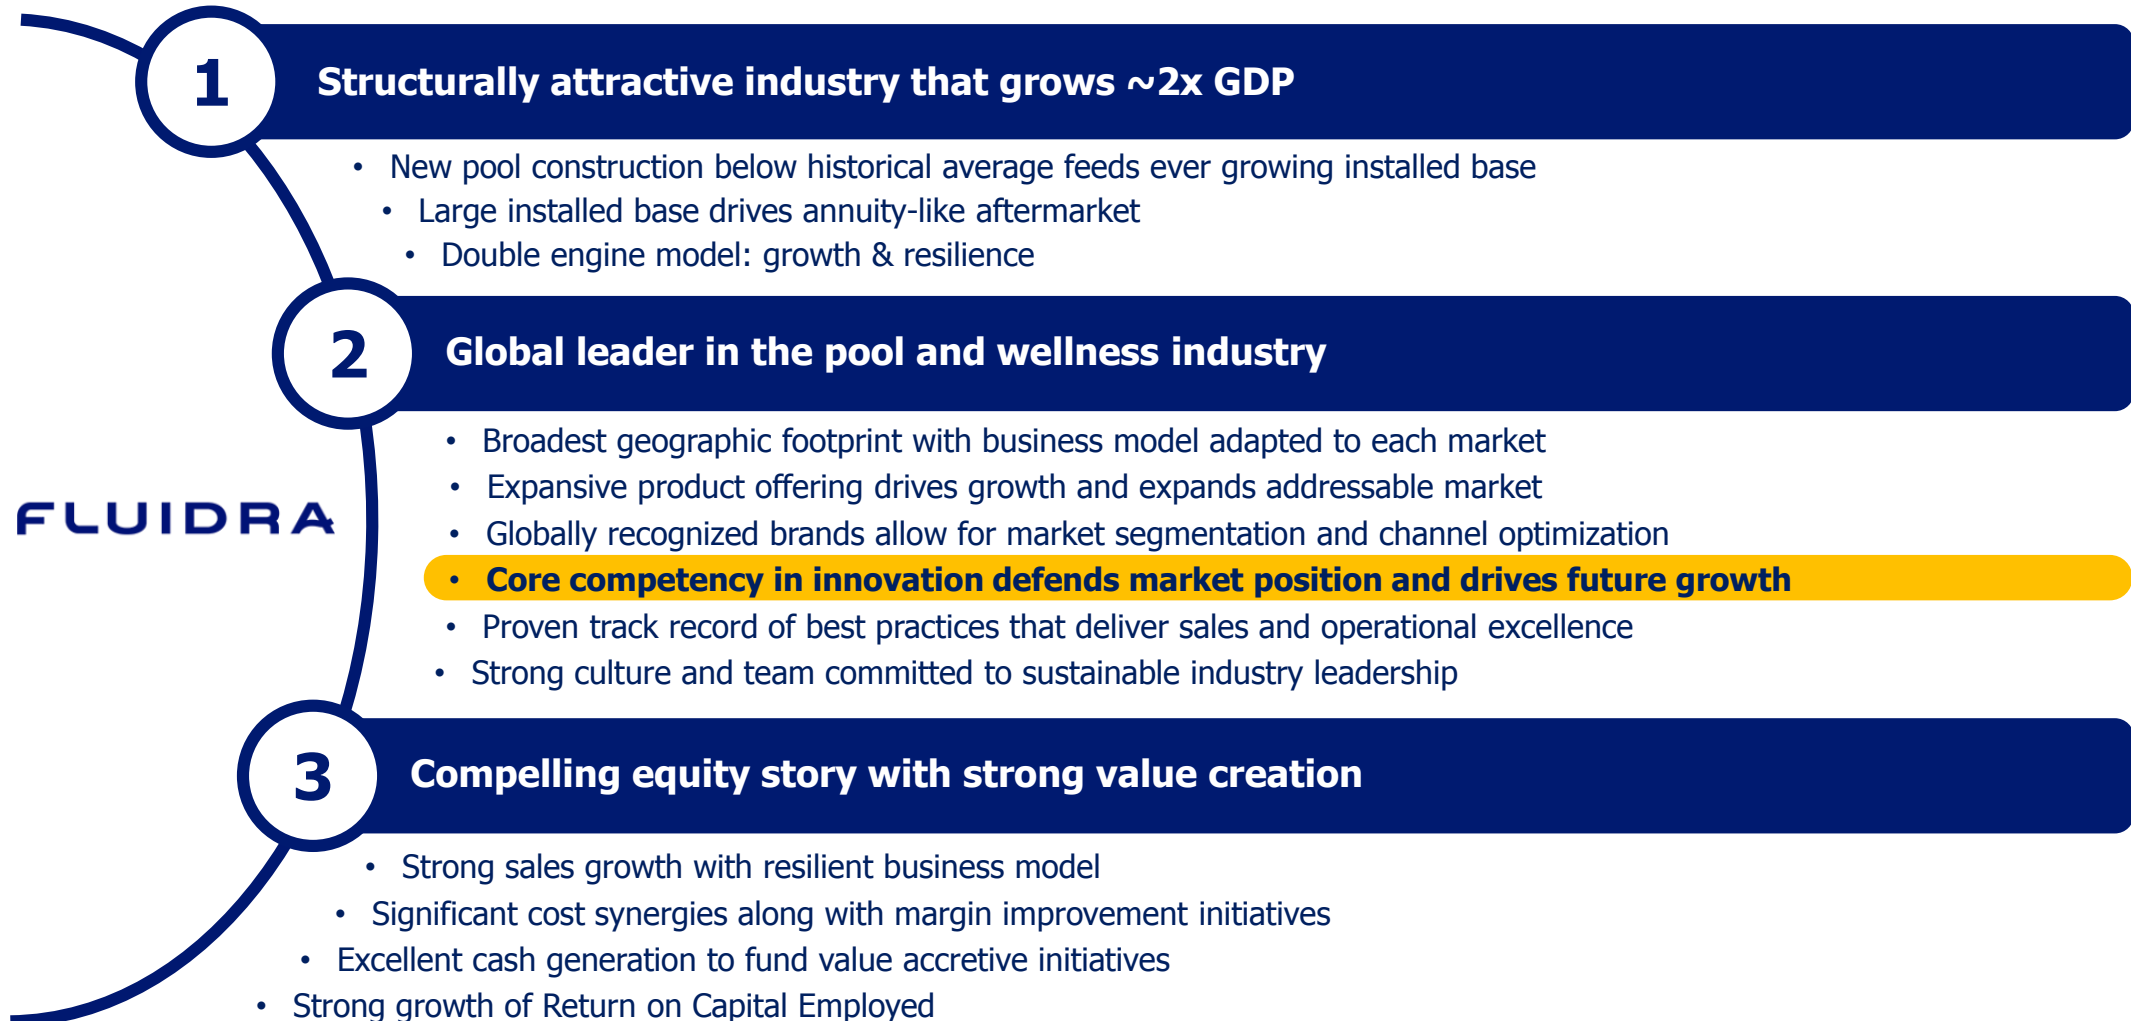 1
Structurally attractive industry that grows ~2x GDP
• New pool construction below historical average feeds ever growing installed base
• Large installed base drives annuity-like aftermarket
• Double engine model: growth & resilience
2
Global leader in the pool and wellness industry
• Broadest geographic footprint with business model adapted to each market
• Expansive product offering drives growth and expands addressable market
FLUIDRA
• Globally recognized brands allow for market segmentation and channel optimization
• Core competency in innovation defends market position and drives future growth
• Proven track record of best practices that deliver sales and operational excellence
• Strong culture and team committed to sustainable industry leadership
3
Compelling equity story with strong value creation
• Strong sales growth with resilient business model
• Significant cost synergies along with margin improvement initiatives
• Excellent cash generation to fund value accretive initiatives
• Strong growth of Return on Capital Employed